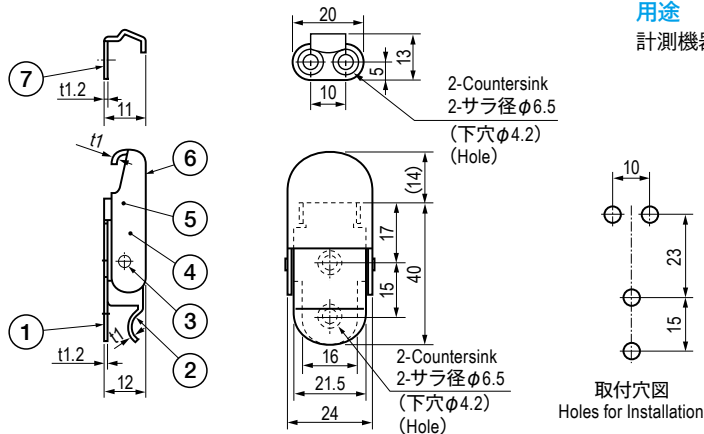 用途
計測機器
20
13
5
10
7
t1.2
11
2-Countersink
2-サラ径φ6.5
(下穴φ4.2)
(Hole)
t1
6
5
4
3
1
t1
2
t1.2
12
(14)
17
40
15
16
21.5
24
2-Countersink
2-サラ径φ6.5
(下穴φ4.2)
(Hole)
10
23
15
取付穴図
Holes for Installation